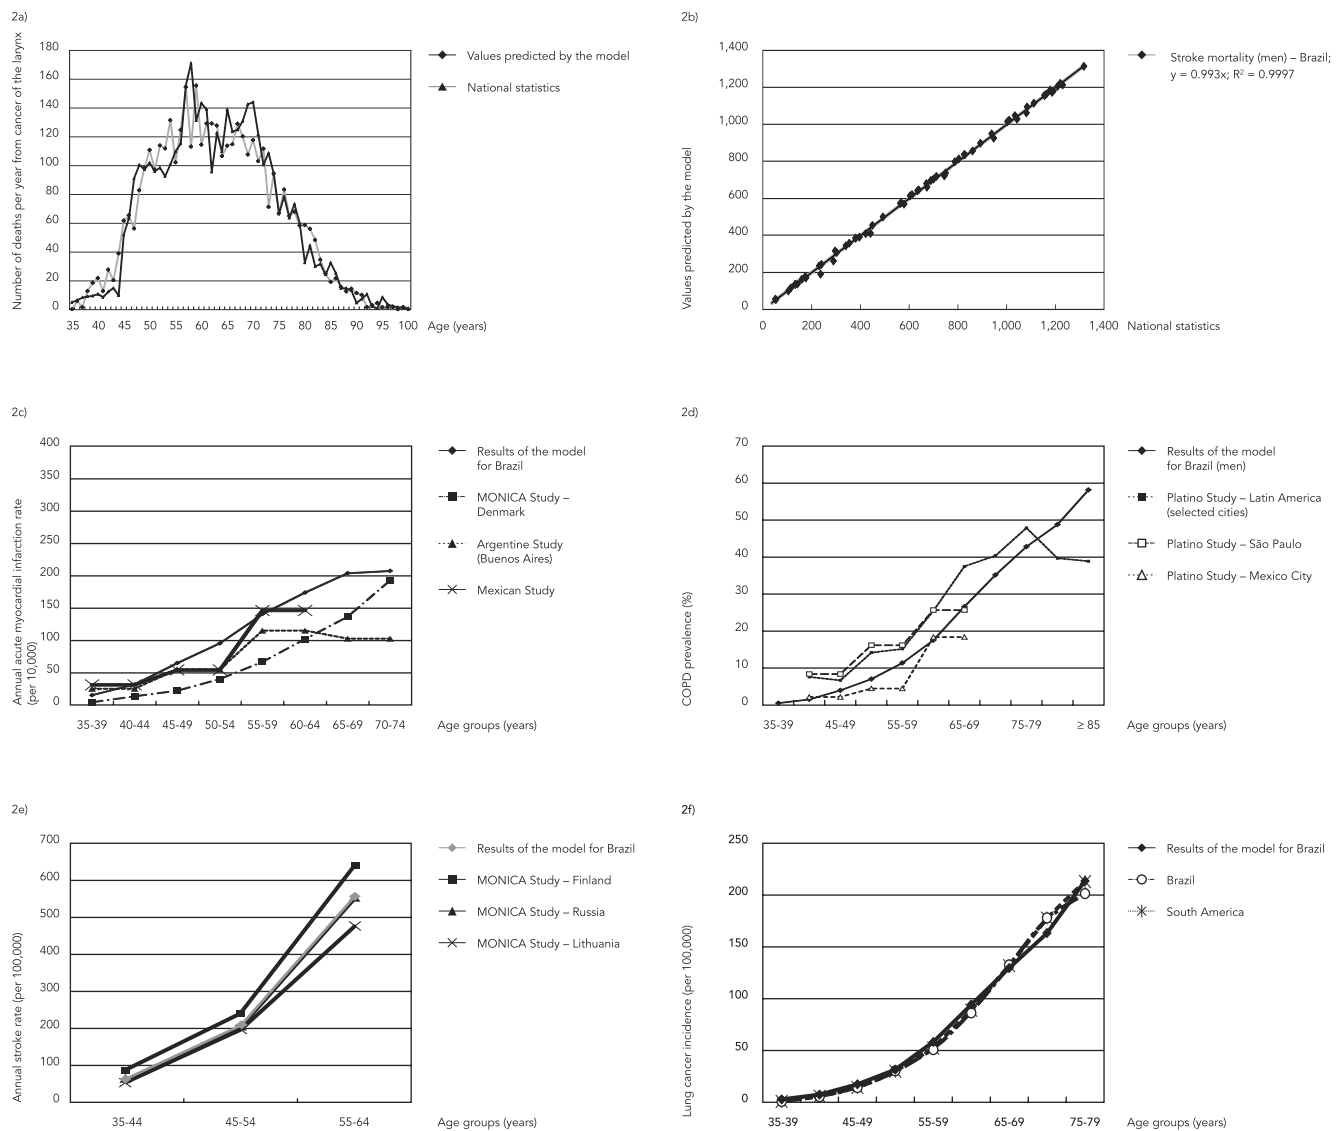 2a)
Number of deaths per year from cancer of the larynx
180
160
140
120
100
80
60
40
20
0
35 40 45 50 55 60 65 70 75 80 85 90 95 100
Age (years)
Values predicted by the model
National statistics
2b)
Values predicted by the model
1,400
1,200
1,000
800
600
400
200
0
0 200 400 600 800 1,000 1,200 1,400
National statistics
Stroke mortality (men) – Brazil;
y = 0.993x; R² = 0.9997
2c)
Annual acute myocardial infarction rate
(per 10,000)
400
350
300
250
200
150
100
50
0
35-39 40-44 45-49 50-54 55-59 60-64 65-69 70-74
Age groups (years)
Results of the model
for Brazil
MONICA Study –
Denmark
Argentine Study
(Buenos Aires)
Mexican Study
2d)
COPD prevalence (%)
70
60
50
40
30
20
10
0
35-39 45-49 55-59 65-69 75-79 ≥ 85
Age groups (years)
Results of the model
for Brazil (men)
Platino Study – Latin America
(selected cities)
Platino Study – São Paulo
Platino Study – Mexico City
2e)
Annual stroke rate (per 100,000)
700
600
500
400
300
200
100
0
35-44 45-54 55-64
Age groups (years)
Results of the model for Brazil
MONICA Study – Finland
MONICA Study – Russia
MONICA Study – Lithuania
2f)
Lung cancer incidence (per 100,000)
250
200
150
100
50
0
35-39 45-49 55-59 65-69 75-79
Age groups (years)
Results of the model for Brazil
Brazil
South America